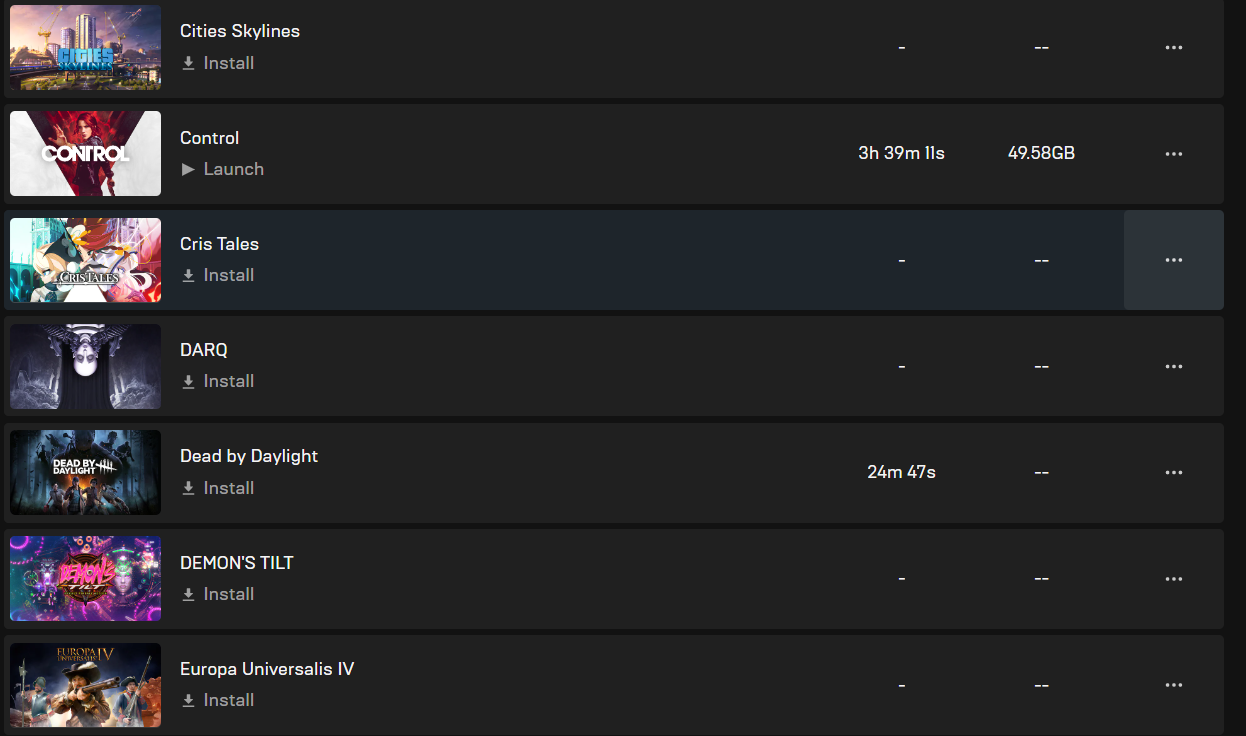 CITIES
SKYLINES
Cities Skylines
Install
-
--
CONTROL
Control
Launch
3h 39m 11s
49.58GB
CRIS TALES
Cris Tales
Install
-
--
DARQ
Install
-
--
DEAD BY
DAYLIGHT
Dead by Daylight
Install
24m 47s
--
DEMON'S
TILT
DEMON'S TILT
Install
-
--
EUROPA
UNIVERSALIS IV
Europa Universalis IV
Install
-
--